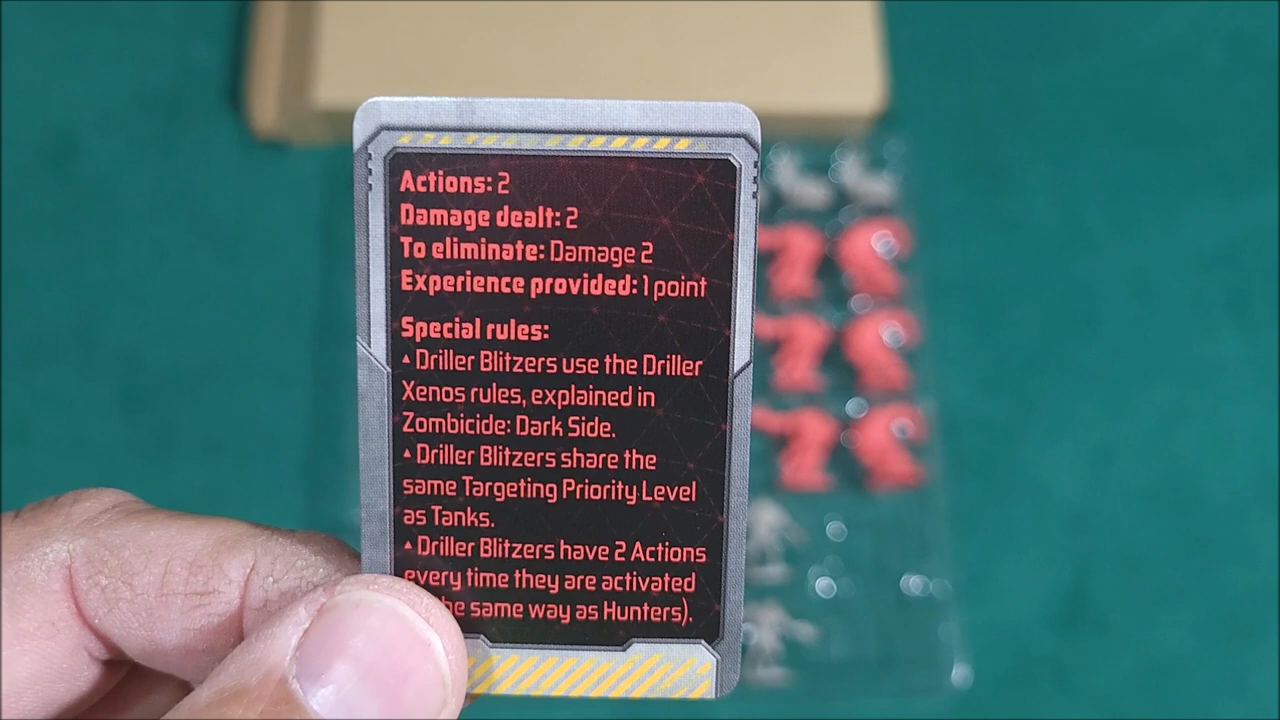 Actions: 2
Damage dealt: 2
To eliminate: Damage 2
Experience provided: 1 point
Special rules:
▲ Driller Blitzers use the Driller
Xenos rules, explained in
Zombicide: Dark Side.
▲ Driller Blitzers share the
same Targeting Priority Level
as Tanks.
▲ Driller Blitzers have 2 Actions
every time they are activated
same way as Hunters).